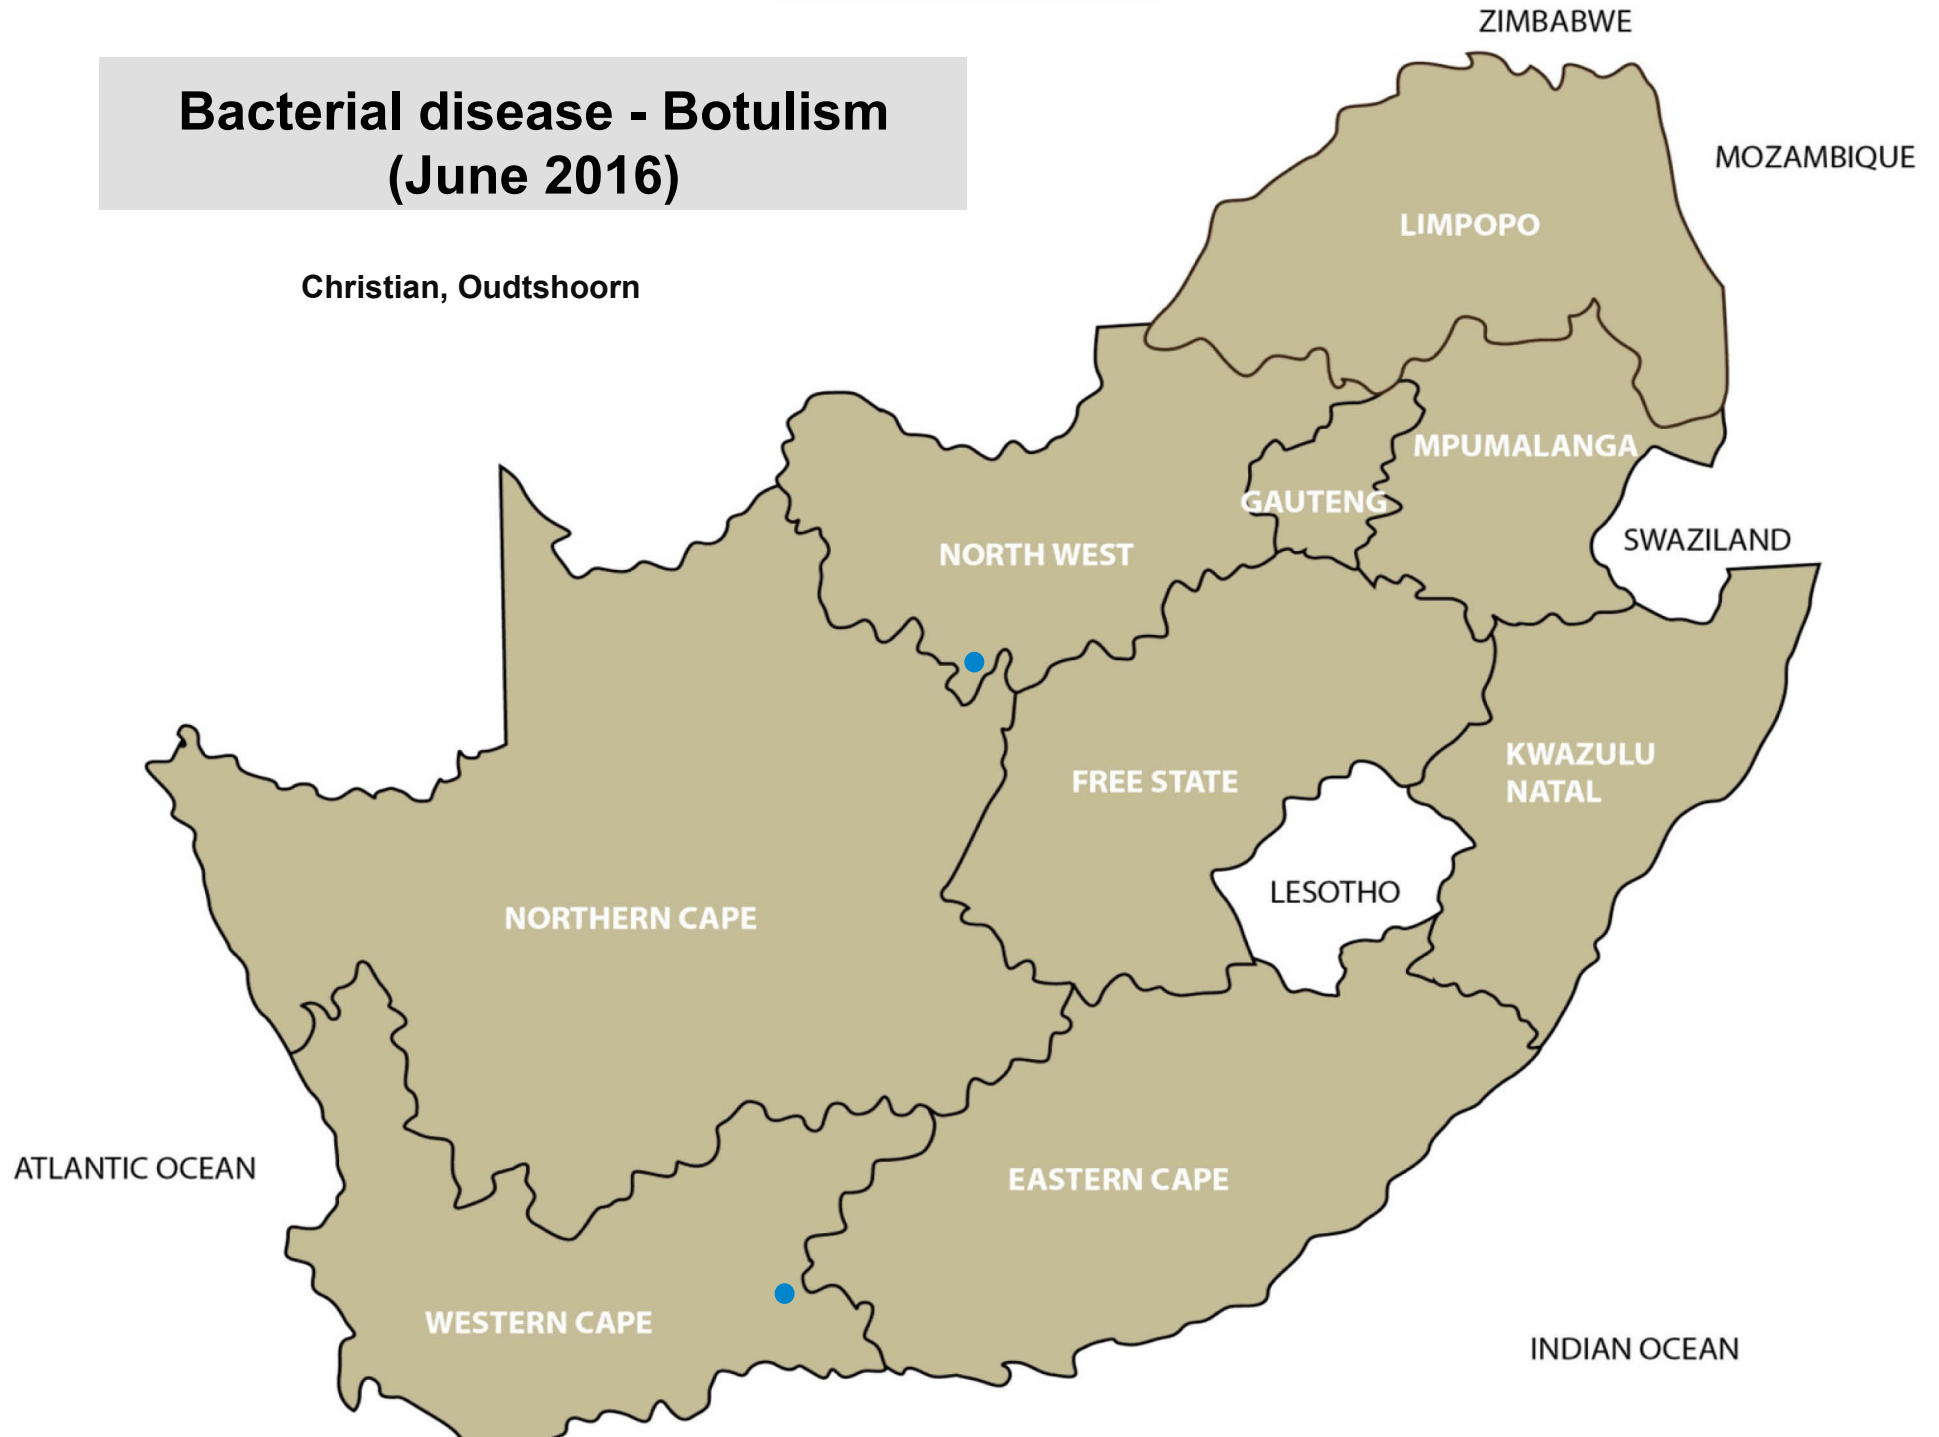 ZIMBABWE
Bacterial disease - Botulism
(June 2016)
MOZAMBIQUE
LIMPOPO
Christian, Oudtshoorn
MPUMALANGA
GAUTENG
SWAZILAND
NORTH WEST
KWAZULU
NATAL
FREE STATE
LESOTHO
NORTHERN CAPE
ATLANTIC OCEAN
EASTERN CAPE
WESTERN CAPE
INDIAN OCEAN